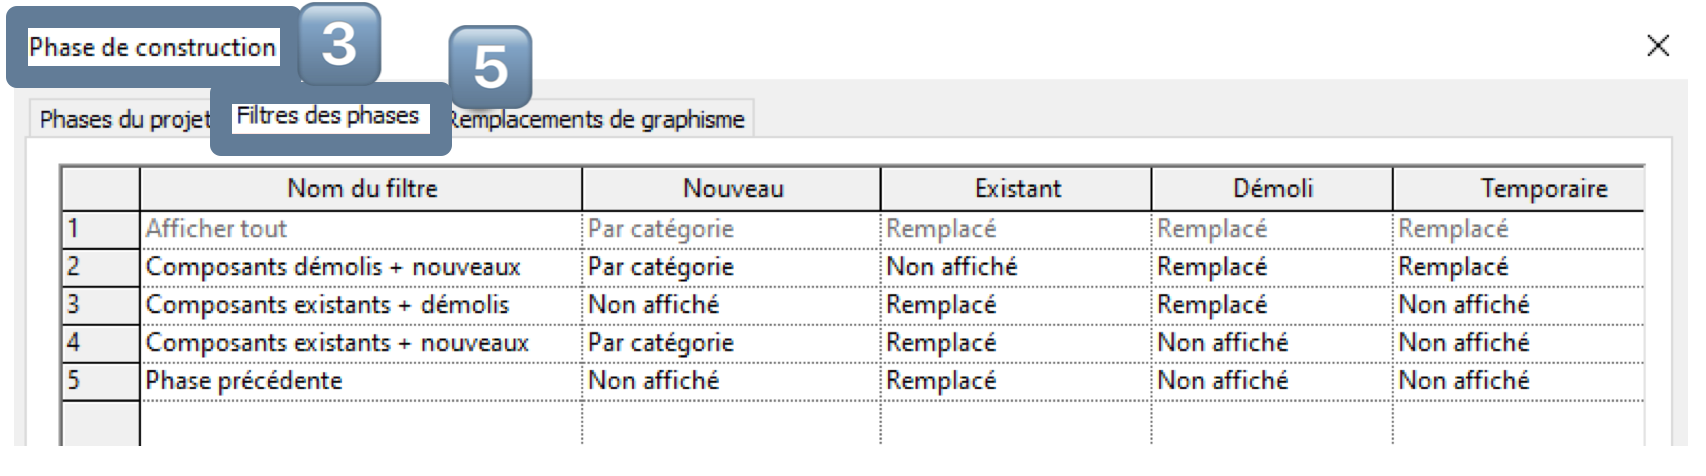 Phase de construction 3 5
Phases du projet Filtres des phases Remplacements de graphisme
Nom du filtre Nouveau Existant Démoli Temporaire
1 Afficher tout Par catégorie Remplacé Remplacé Remplacé
2 Composants démolis + nouveaux Par catégorie Non affiché Remplacé Remplacé
3 Composants existants + démolis Non affiché Remplacé Remplacé Non affiché
4 Composants existants + nouveaux Par catégorie Remplacé Non affiché Non affiché
5 Phase précédente Non affiché Remplacé Non affiché Non affiché